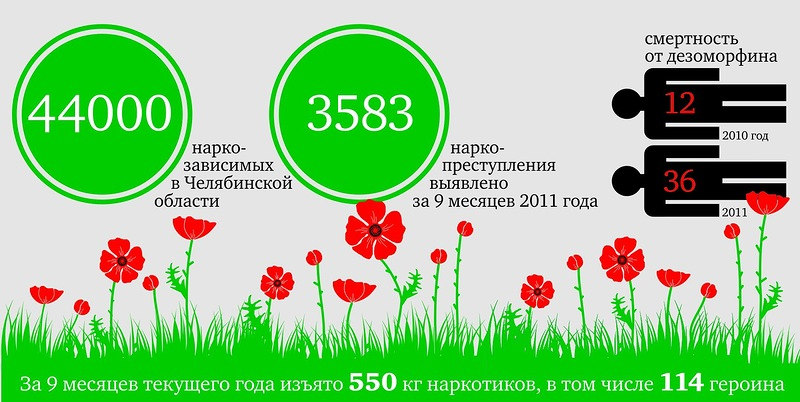 44000
нарко-
зависимых
в Челябинской
области
3583
нарко-
преступления
выявлено
за 9 месяцев 2011 года
смертность
от дезоморфина
12
2010 год
36
2011
За 9 месяцев текущего года изъято 550 кг наркотиков, в том числе 114 героина